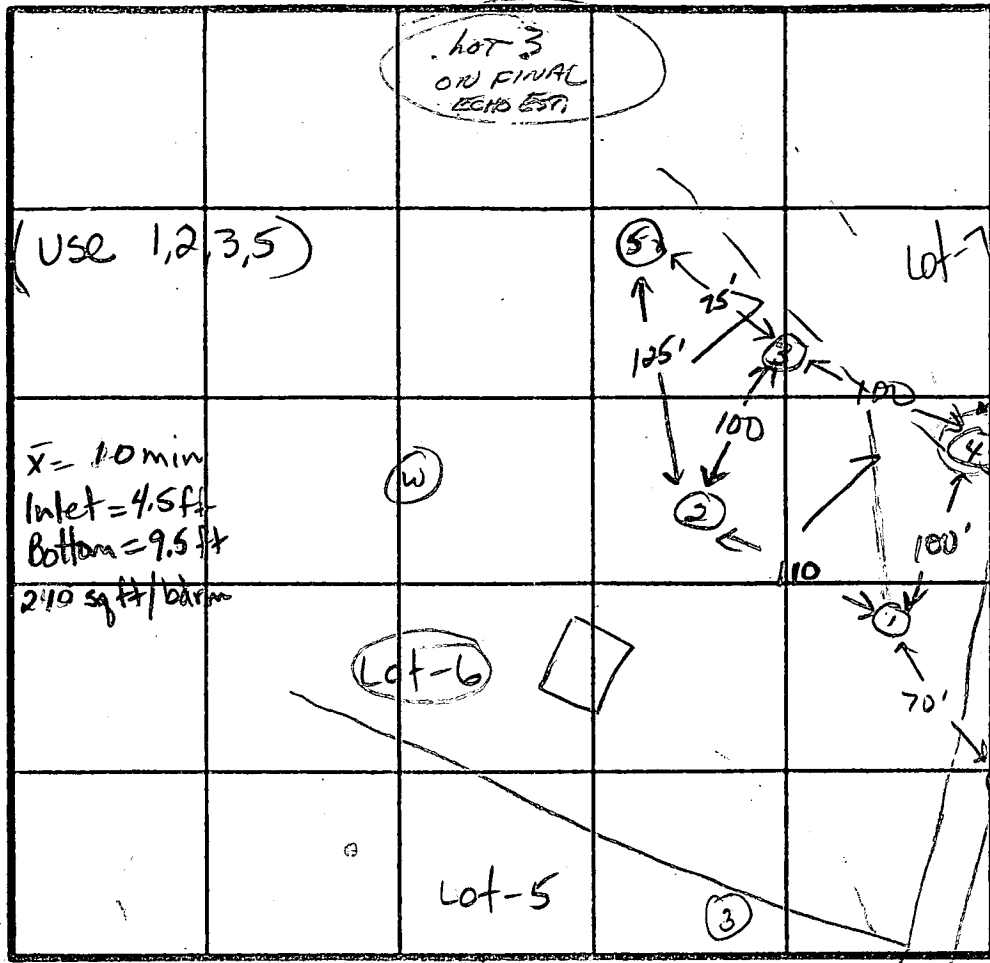 LOT 3
ON FINAL
ECHO EST.
(Use 1,2,3,5)
5
Lot-7
75'
125'
3
100
100
4
x̄ = 10 min
Inlet = 4.5 ft
Bottom = 9.5 ft
W
2
100'
110
240 sq ft/bdrm
1
Lot-6
70'
Lot-5
3